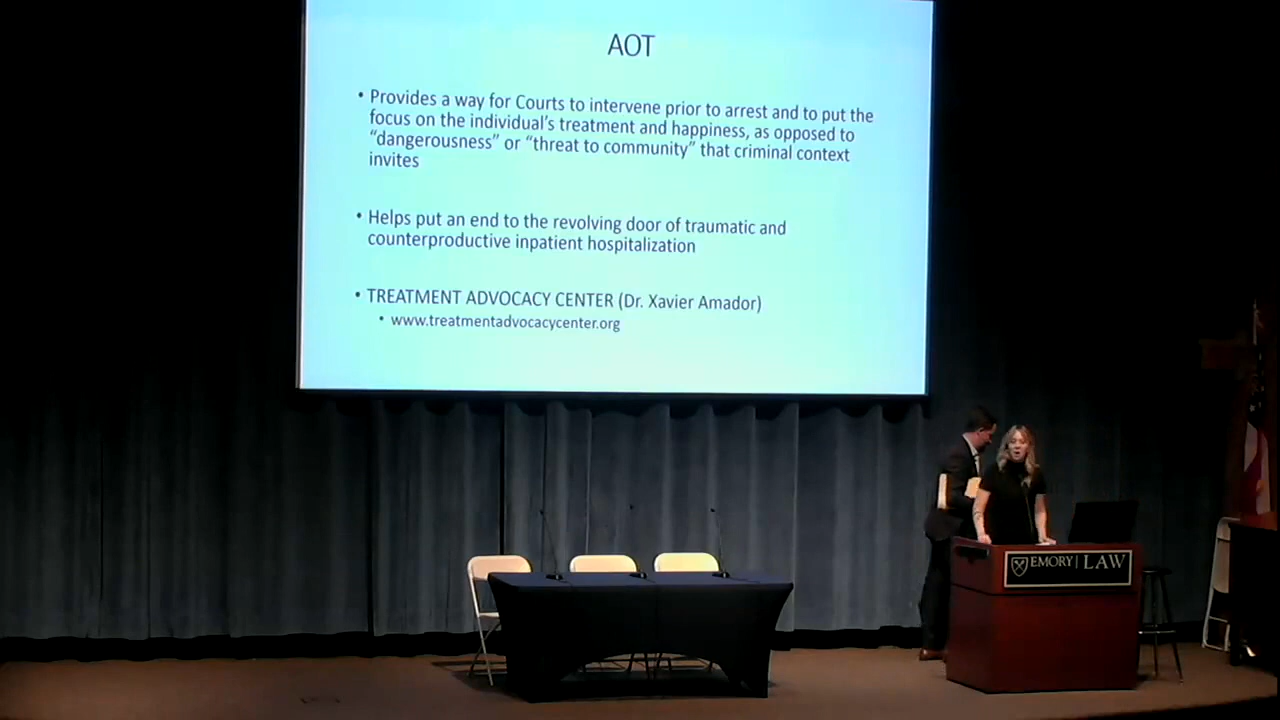 AOT
• Provides a way for Courts to intervene prior to arrest and to put the
focus on the individual's treatment and happiness, as opposed to
"dangerousness" or "threat to community" that criminal context
invites
• Helps put an end to the revolving door of traumatic and
counterproductive inpatient hospitalization
• TREATMENT ADVOCACY CENTER (Dr. Xavier Amador)
• www.treatmentadvocacycenter.org
EMORY | LAW